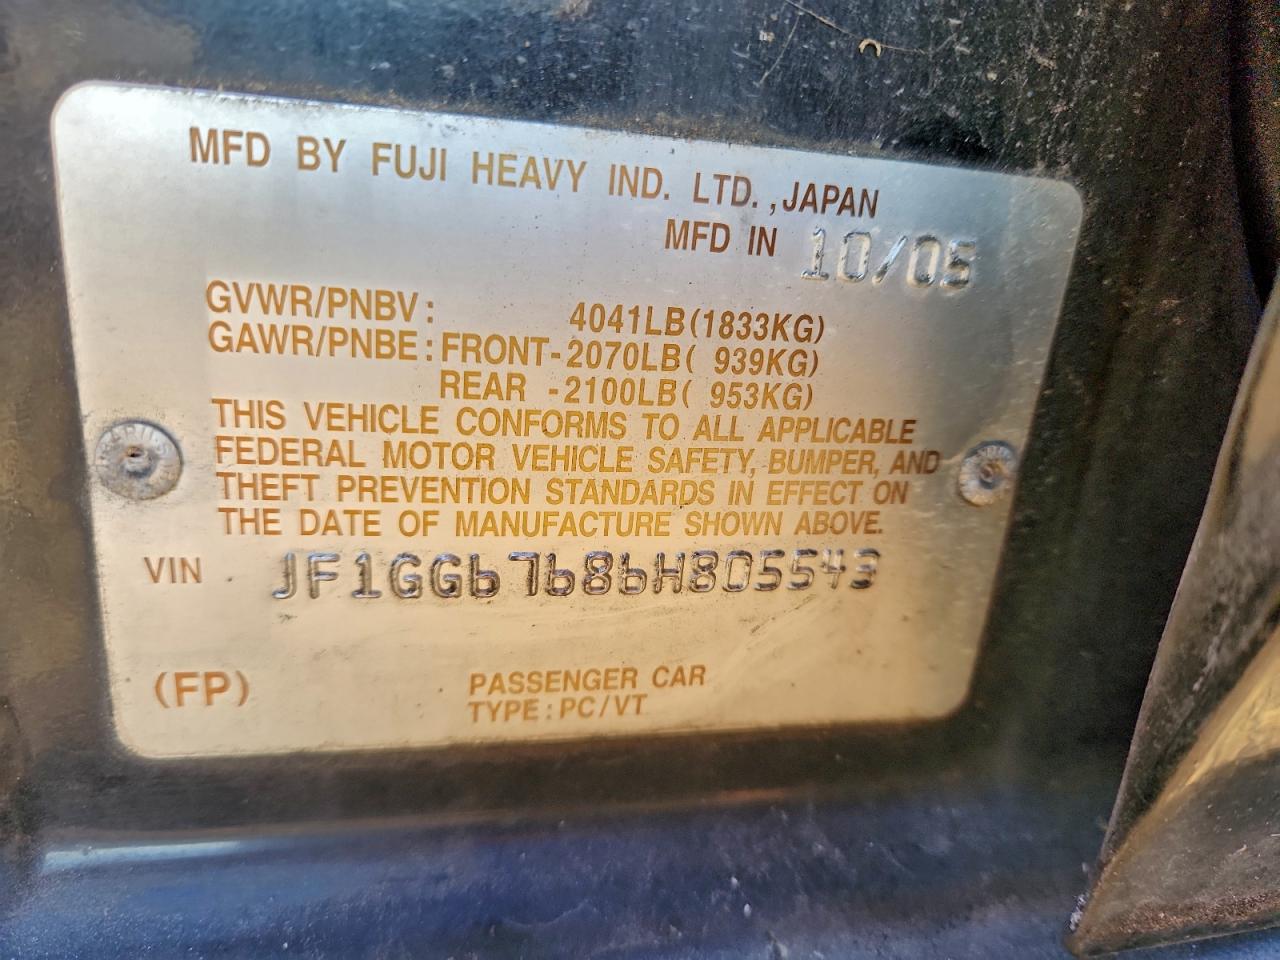 MFD BY FUJI HEAVY IND. LTD., JAPAN
MFD IN 10/05
GVWR/PNBV: 4041LB(1833KG)
GAWR/PNBE: FRONT-2070LB( 939KG)
REAR -2100LB( 953KG)
THIS VEHICLE CONFORMS TO ALL APPLICABLE
FEDERAL MOTOR VEHICLE SAFETY, BUMPER, AND
THEFT PREVENTION STANDARDS IN EFFECT ON
THE DATE OF MANUFACTURE SHOWN ABOVE.
VIN JF1GG67686H805543
(FP) PASSENGER CAR
TYPE: PC/VT